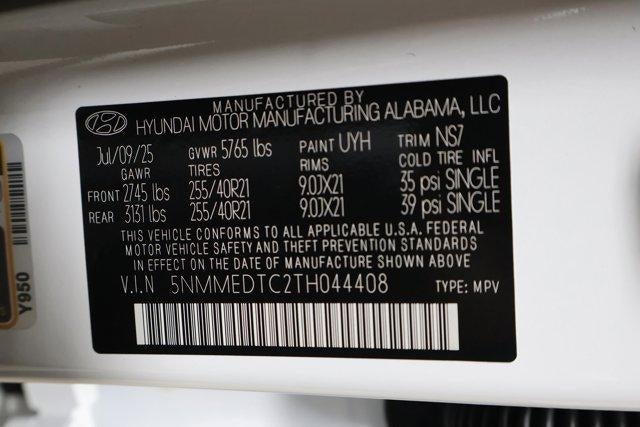 MANUFACTURED BY
HYUNDAI MOTOR MANUFACTURING ALABAMA, LLC
Jul/09/25 GVWR 5765 lbs PAINT UYH TRIM NS7
GAWR TIRES RIMS COLD TIRE INFL
FRONT 2745 lbs 255/40R21 9.0JX21 35 psi SINGLE
REAR 3131 lbs 255/40R21 9.0JX21 39 psi SINGLE
THIS VEHICLE CONFORMS TO ALL APPLICABLE U.S.A. FEDERAL
MOTOR VEHICLE SAFETY AND THEFT PREVENTION STANDARDS
IN EFFECT ON THE DATE OF MANUFACTURE SHOWN ABOVE.
V.I.N 5NMMEDTC2TH044408 TYPE: MPV
Y950